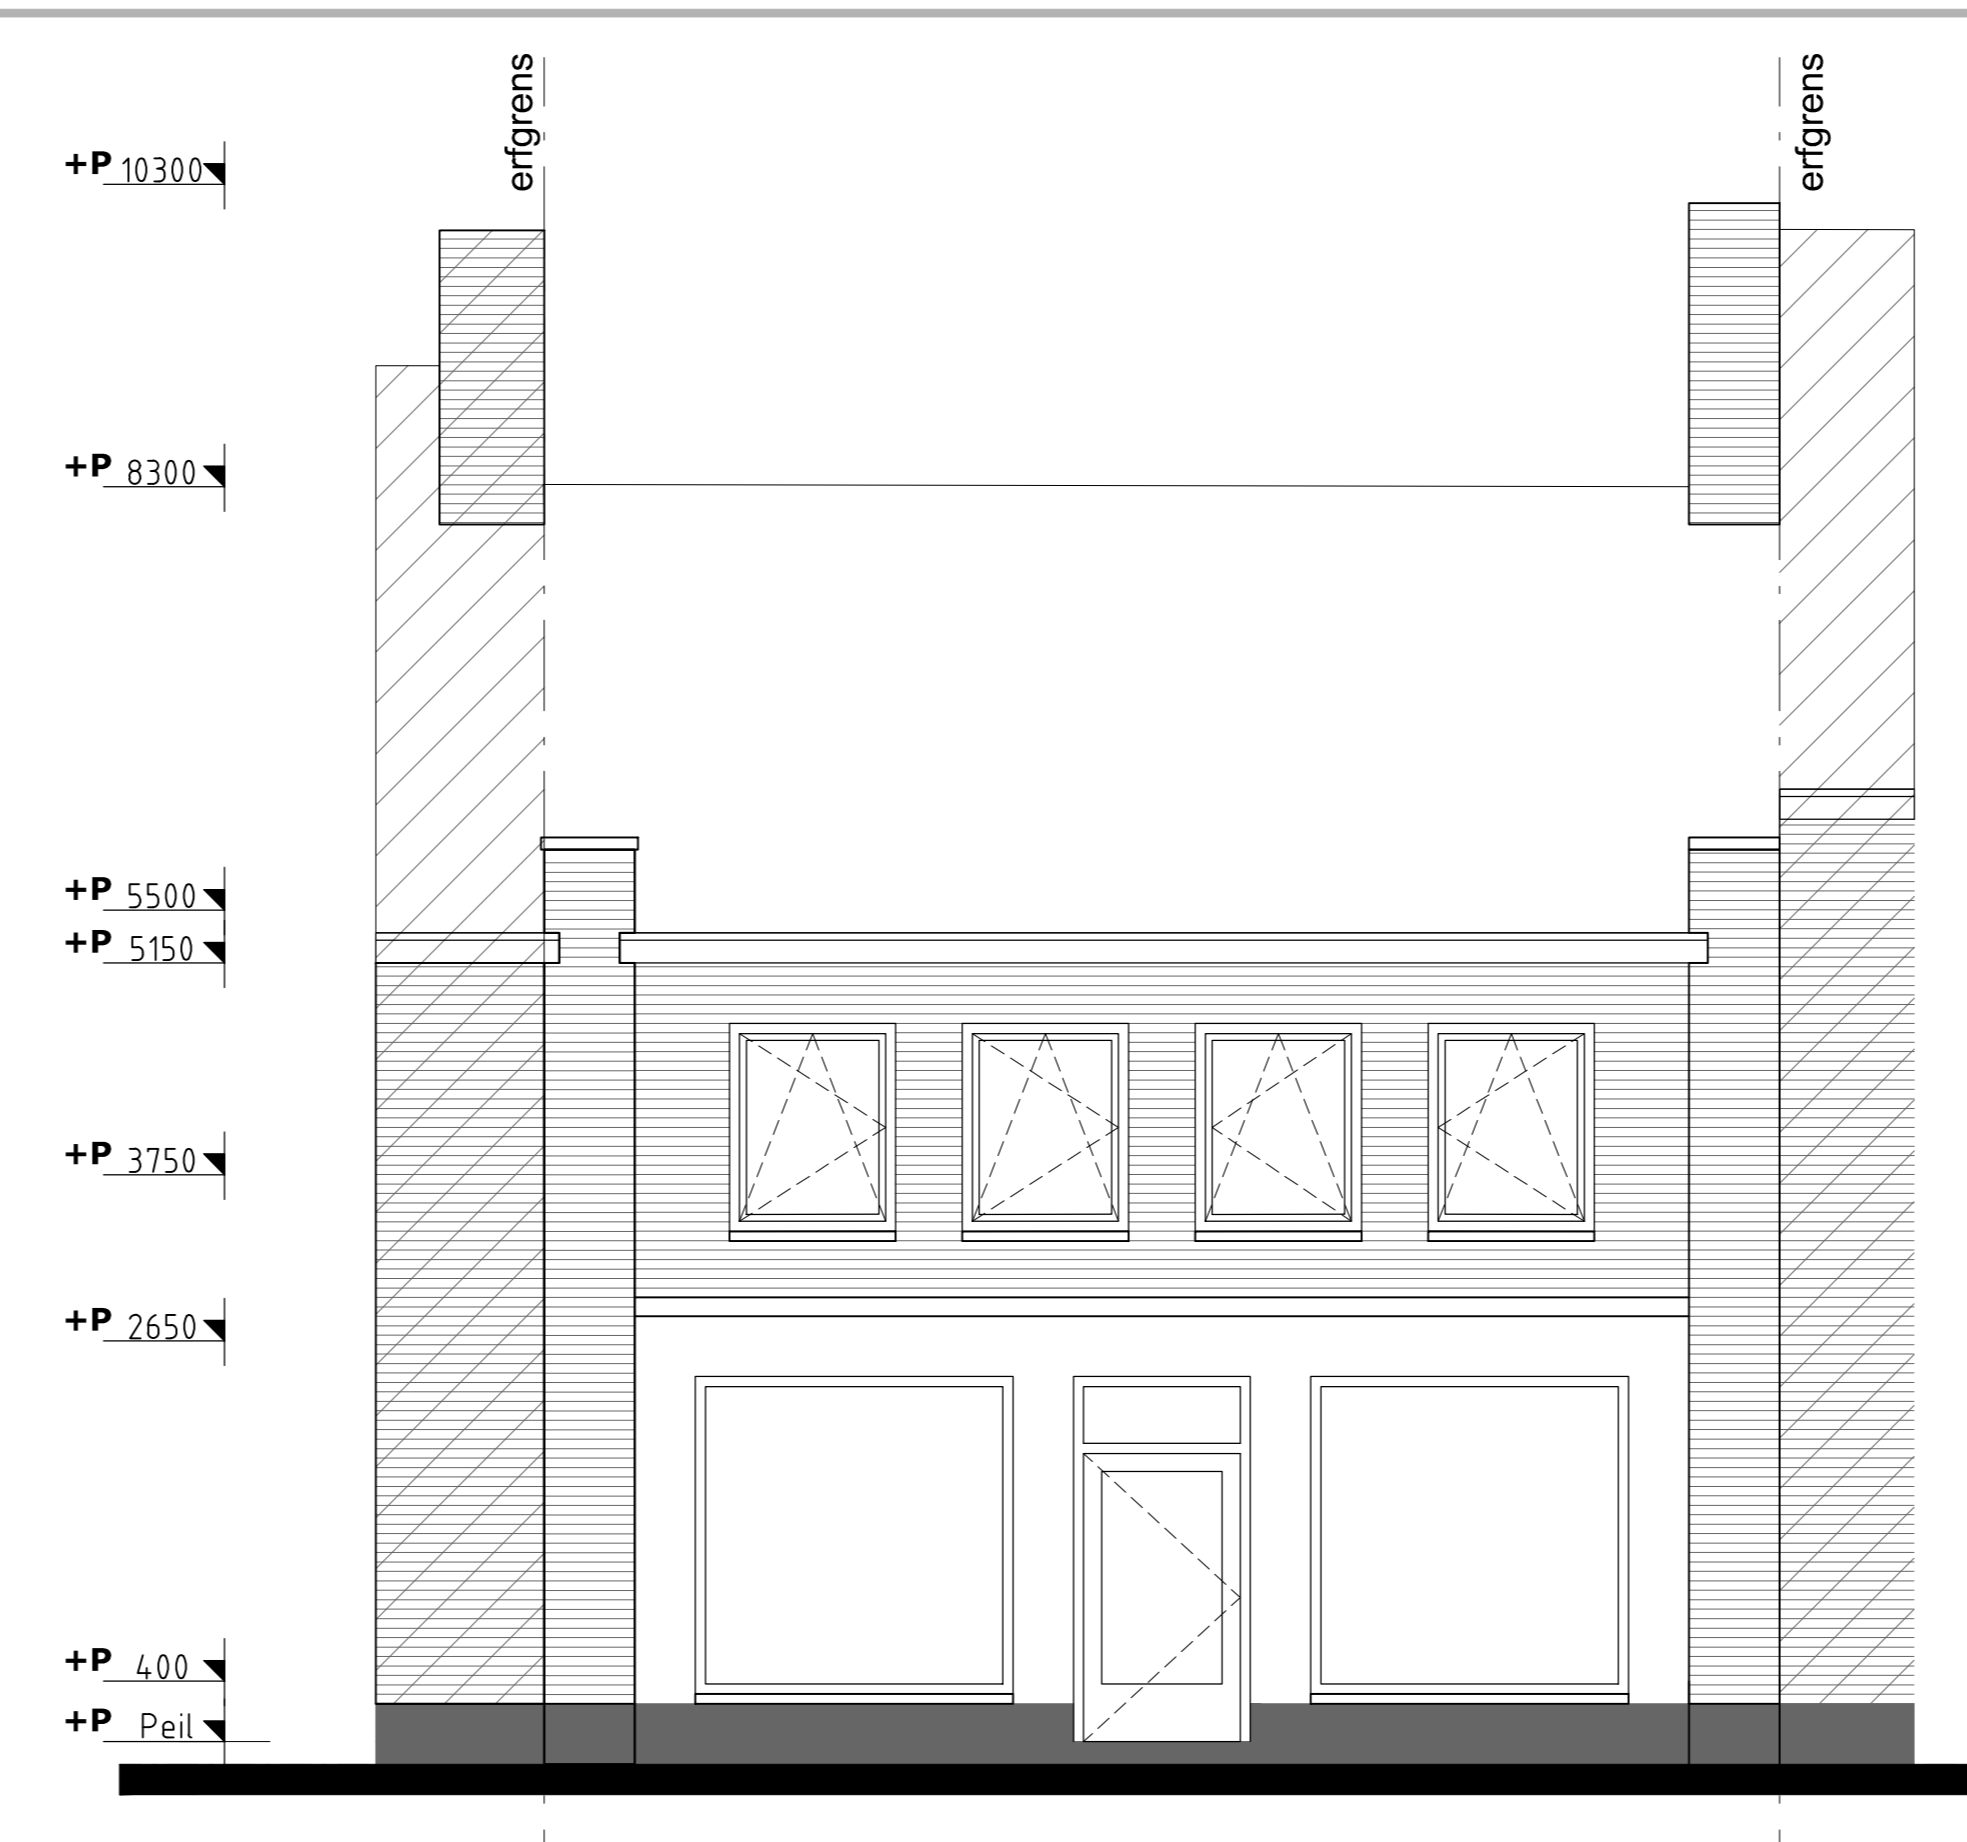 erfgrens
erfgrens
+P 10300
+P 8300
+P 5500
+P 5150
+P 3750
+P 2650
+P 400
+P Peil